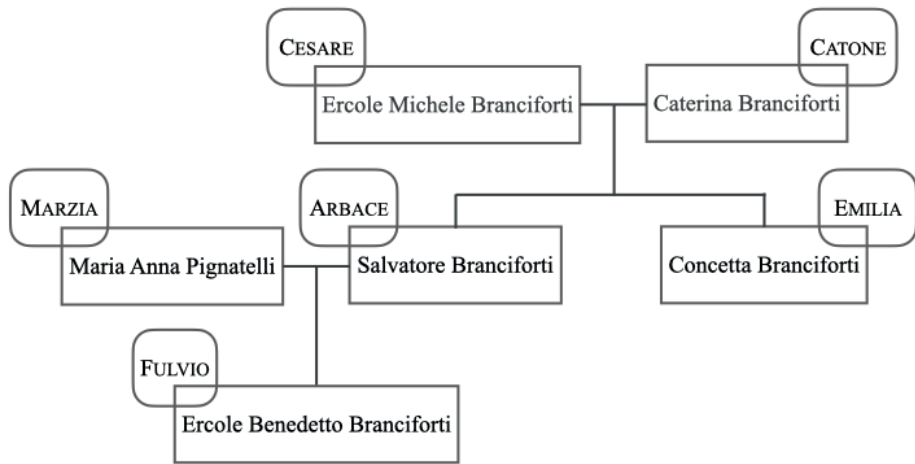 CESARE
CATONE
Ercole Michele Branciforti
Caterina Branciforti
MARZIA
ARBACE
EMILIA
Maria Anna Pignatelli
Salvatore Branciforti
Concetta Branciforti
FULVIO
Ercole Benedetto Branciforti